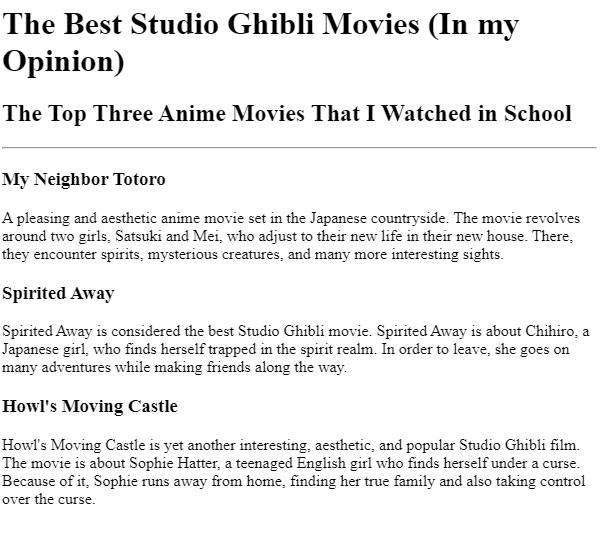 The Best Studio Ghibli Movies (In my
Opinion)
The Top Three Anime Movies That I Watched in School
My Neighbor Totoro
A pleasing and aesthetic anime movie set in the Japanese countryside. The movie revolves
around two girls, Satsuki and Mei, who adjust to their new life in their new house. There,
they encounter spirits, mysterious creatures, and many more interesting sights.
Spirited Away
Spirited Away is considered the best Studio Ghibli movie. Spirited Away is about Chihiro, a
Japanese girl, who finds herself trapped in the spirit realm. In order to leave, she goes on
many adventures while making friends along the way.
Howl's Moving Castle
Howl's Moving Castle is yet another interesting, aesthetic, and popular Studio Ghibli film.
The movie is about Sophie Hatter, a teenaged English girl who finds herself under a curse.
Because of it, Sophie runs away from home, finding her true family and also taking control
over the curse.